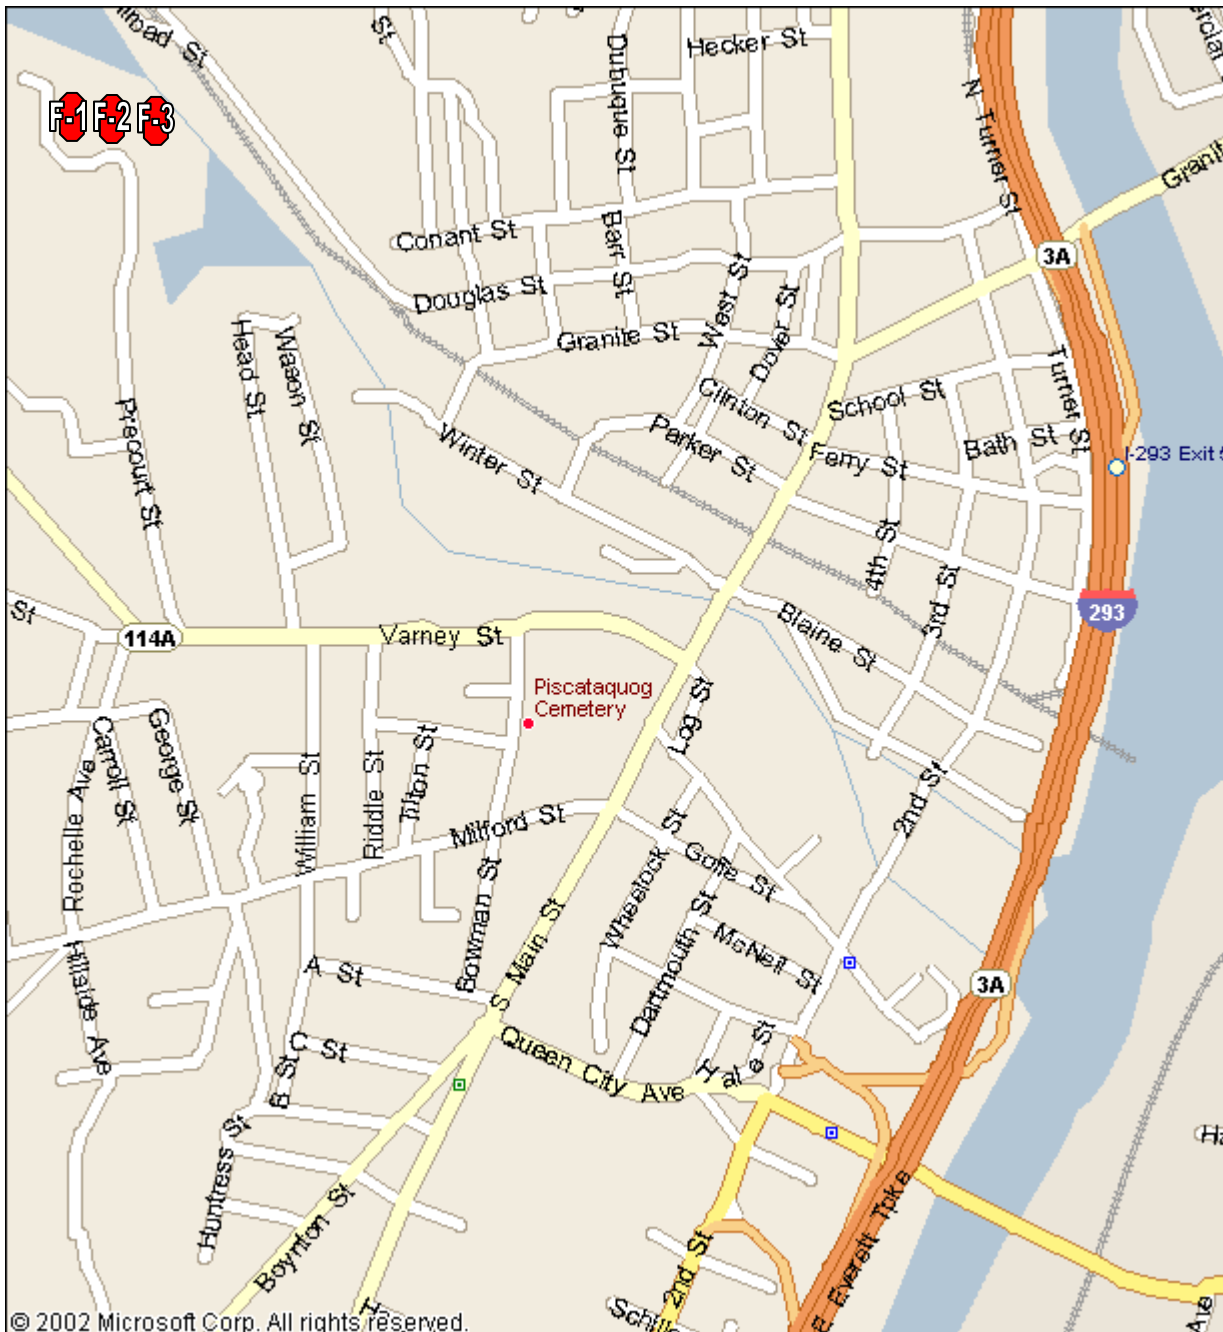 St
Hecker St
Dubuque St
N Turner St
F-1 F-2 F-3
Granit
Conant St
Barr St
3A
Douglas St
West St
Dover St
Granite St
Head St
Wason St
Turner St
School St
Clinton St
Precourt St
Winter St
Parker St
Ferry St
Bath St
I-293 Exit
4th St
3rd St
293
St
114A
Varney St
Blaine St
Piscataquog
Cemetery
Log St
Carroll St
George St
Rochelle Ave
William St
Riddle St
Tilton St
2nd St
Milford St
Wheelock St
Goffe St
Bowman St
S Main St
Dartmouth St
McNeil St
Hillside Ave
A St
3A
C St
Queen City Ave
Hale St
B St
Huntress St
Boynton St
2nd St
Everett Tpke
Ave
© 2002 Microsoft Corp. All rights reserved.